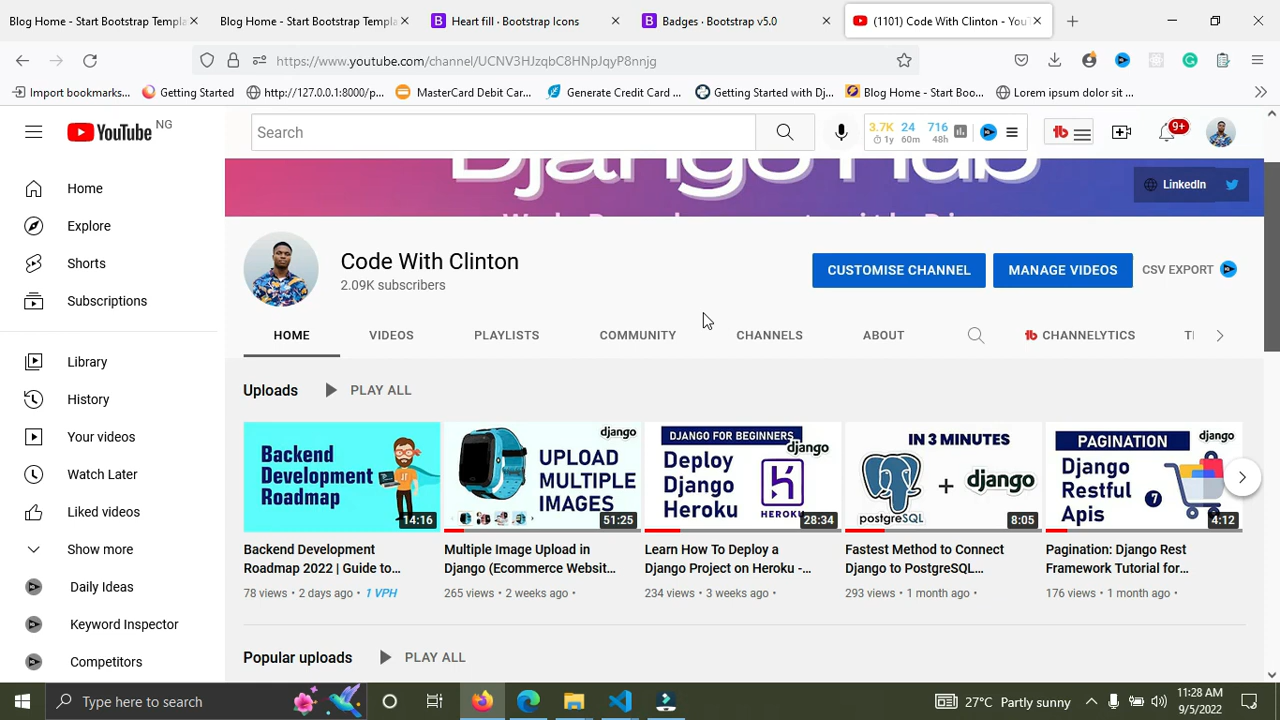 Blog Home - Start Bootstrap Templa
Blog Home - Start Bootstrap Templa
Heart fill · Bootstrap Icons
Badges · Bootstrap v5.0
(1101) Code With Clinton - You
https://www.youtube.com/channel/UCNV3HJzqbC8HNpJqyP8nnjg
Import bookmarks...
Getting Started
http://127.0.0.1:8000/p...
MasterCard Debit Car...
Generate Credit Card ...
Getting Started with Dj...
Blog Home - Start Boo...
Lorem ipsum dolor sit ...
YouTube NG
Search
3.7K 24 716
1y 60m 48h
tb
9+
Django Hub
LinkedIn
Code With Clinton
2.09K subscribers
CUSTOMISE CHANNEL
MANAGE VIDEOS
CSV EXPORT
HOME
VIDEOS
PLAYLISTS
COMMUNITY
CHANNELS
ABOUT
tb CHANNELYTICS
Home
Explore
Shorts
Subscriptions
Library
History
Your videos
Watch Later
Liked videos
Show more
Daily Ideas
Keyword Inspector
Competitors
Uploads
PLAY ALL
Backend
Development
Roadmap
14:16
Backend Development
Roadmap 2022 | Guide to...
78 views · 2 days ago · 1 VPH
django
UPLOAD
MULTIPLE
IMAGES
51:25
Multiple Image Upload in
Django (Ecommerce Websit...
265 views · 2 weeks ago ·
DJANGO FOR BEGINNERS
django
Deploy
Django
Heroku
HEROKU
28:34
Learn How To Deploy a
Django Project on Heroku -...
234 views · 3 weeks ago ·
IN 3 MINUTES
+
django
postgreSQL
8:05
Fastest Method to Connect
Django to PostgreSQL...
293 views · 1 month ago ·
PAGINATION
django
Django
Restful
Apis
7
4:12
Pagination: Django Rest
Framework Tutorial for...
176 views · 1 month ago ·
Popular uploads
PLAY ALL
Type here to search
27°C Partly sunny
11:28 AM
9/5/2022